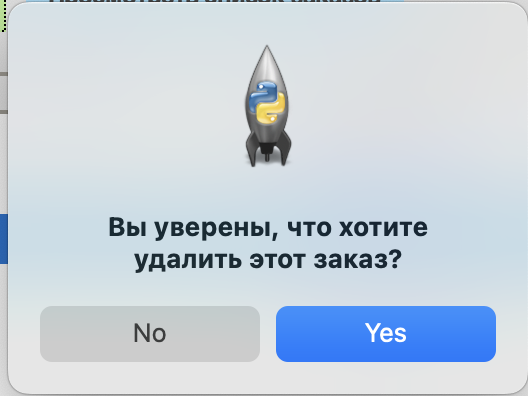 Вы уверены, что хотите
удалить этот заказ?
No
Yes